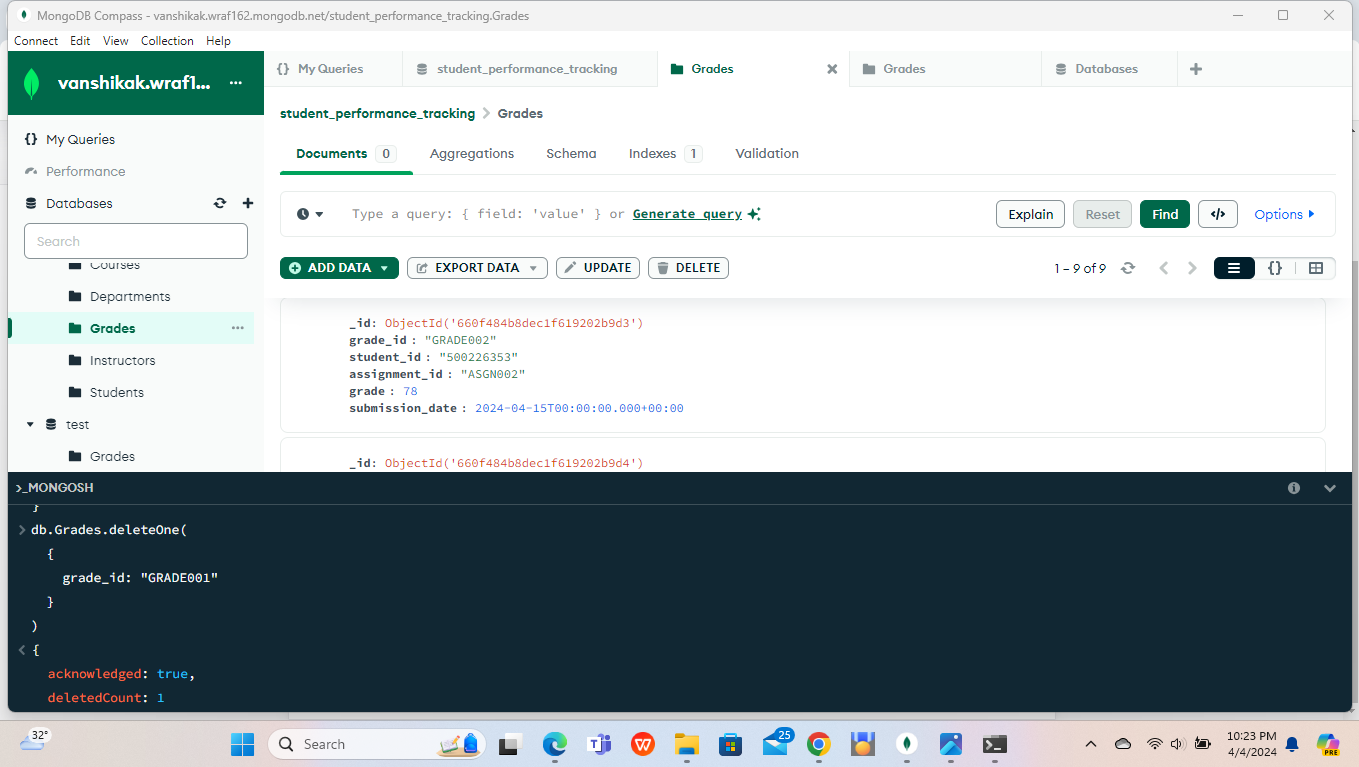 MongoDB Compass - vanshikak.wraf162.mongodb.net/student_performance_tracking.Grades
Connect Edit View Collection Help
vanshikak.wraf1... ...
{} My Queries
Performance
Databases
Search
Courses
Departments
Grades ...
Instructors
Students
test
Grades
{} My Queries
student_performance_tracking
Grades
Grades
Databases
student_performance_tracking > Grades
Documents 0 Aggregations Schema Indexes 1 Validation
Type a query: { field: 'value' } or Generate query
Explain Reset Find </> Options
ADD DATA EXPORT DATA UPDATE DELETE 1 – 9 of 9 {}
_id: ObjectId('660f484b8dec1f619202b9d3')
grade_id : "GRADE002"
student_id : "500226353"
assignment_id : "ASGN002"
grade : 78
submission_date : 2024-04-15T00:00:00.000+00:00
_id: ObjectId('660f484b8dec1f619202b9d4')
>_MONGOSH
}
> db.Grades.deleteOne(
{
grade_id: "GRADE001"
}
)
< {
acknowledged: true,
deletedCount: 1
32°
Search
25
10:23 PM
4/4/2024
PRE